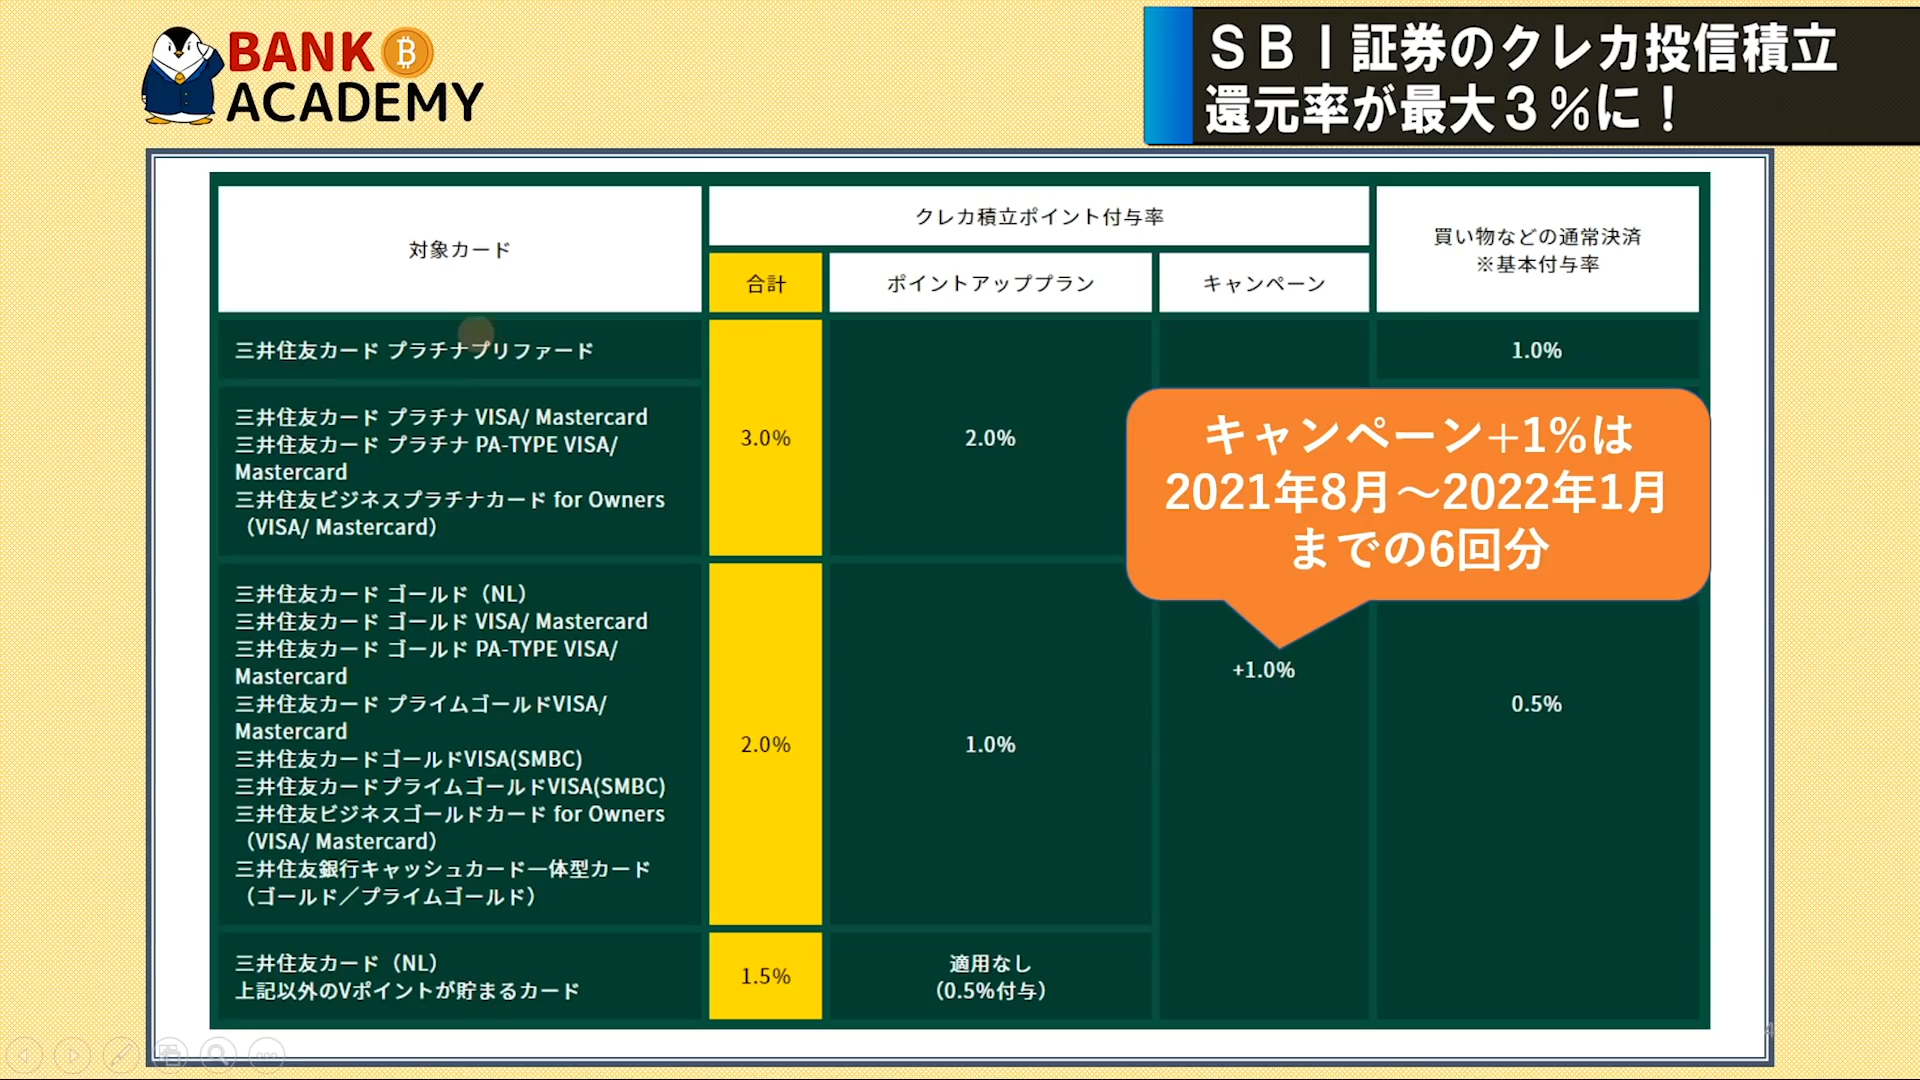 BANK
ACADEMY
SBI証券のクレカ投信積立
還元率が最大3%に!
対象カード
クレカ積立ポイント付与率
買い物などの通常決済
※基本付与率
合計
ポイントアッププラン
キャンペーン
三井住友カード プラチナプリファード
1.0%
三井住友カード プラチナ VISA/ Mastercard
三井住友カード プラチナ PA-TYPE VISA/
Mastercard
三井住友ビジネスプラチナカード for Owners
（VISA/ Mastercard）
3.0%
2.0%
キャンペーン+1%は
2021年8月～2022年1月
までの6回分
三井住友カード ゴールド（NL）
三井住友カード ゴールド VISA/ Mastercard
三井住友カード ゴールド PA-TYPE VISA/
Mastercard
三井住友カード プライムゴールドVISA/
Mastercard
三井住友カードゴールドVISA(SMBC)
三井住友カードプライムゴールドVISA(SMBC)
三井住友ビジネスゴールドカード for Owners
（VISA/ Mastercard）
三井住友銀行キャッシュカード一体型カード
（ゴールド／プライムゴールド）
2.0%
1.0%
+1.0%
0.5%
三井住友カード（NL）
上記以外のVポイントが貯まるカード
1.5%
適用なし
（0.5%付与）